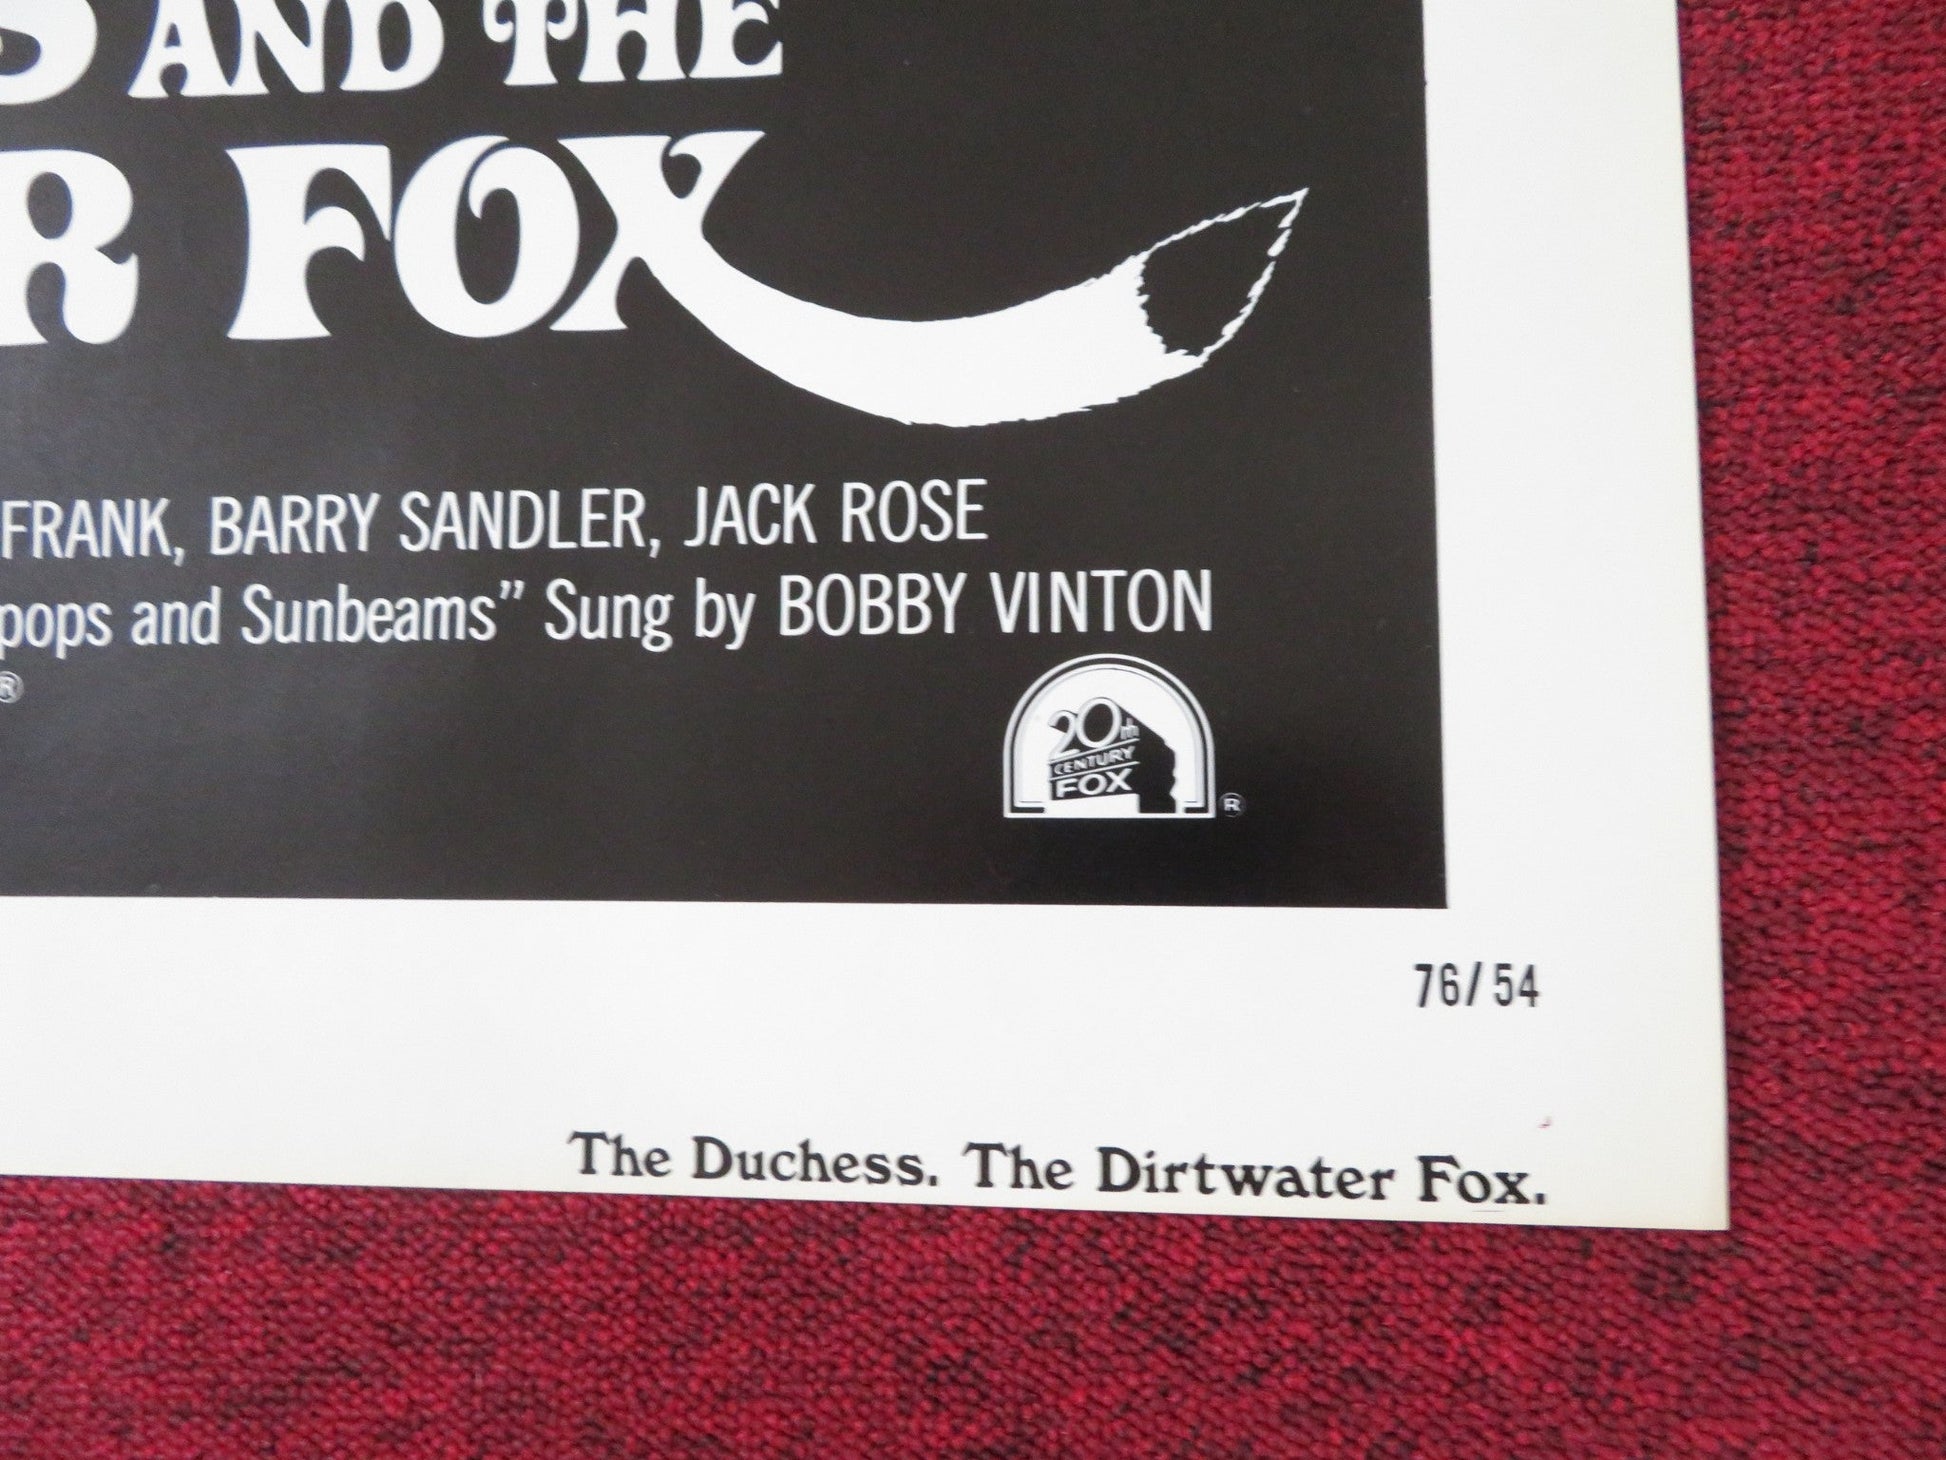 S AND THE
R FOX
FRANK, BARRY SANDLER, JACK ROSE
pops and Sunbeams” Sung by BOBBY VINTON
®
20th
CENTURY
FOX
®
76/54
The Duchess. The Dirtwater Fox.